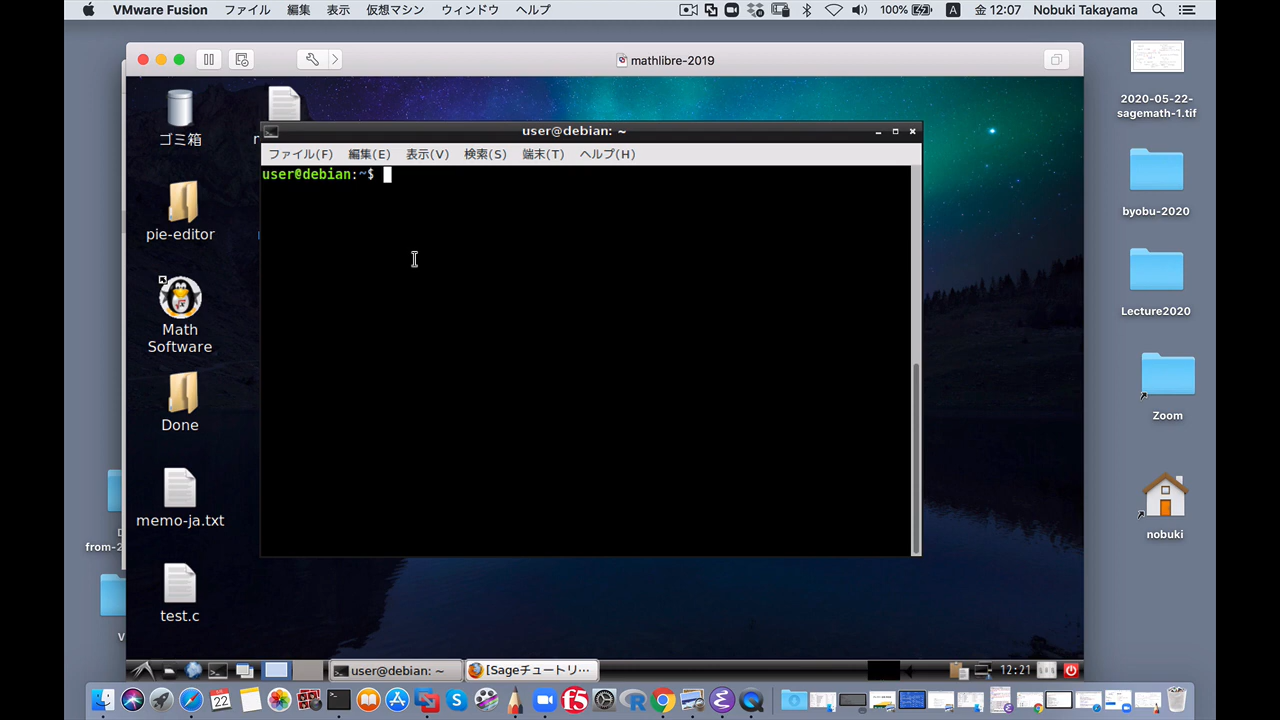 VMware Fusion ファイル 編集 表示 仮想マシン ウィンドウ ヘルプ 100% A 金 12:07 Nobuki Takayama
mathlibre-2019
2020-05-22-
sagemath-1.tif
ゴミ箱
user@debian: ~
ファイル(F) 編集(E) 表示(V) 検索(S) 端末(T) ヘルプ(H)
user@debian:~$
byobu-2020
pie-editor
Lecture2020
Math
Software
Zoom
Done
memo-ja.txt
from-2
nobuki
test.c
V
user@debian: ~ [Sageチュートリ··· 12:21
22 f5 R